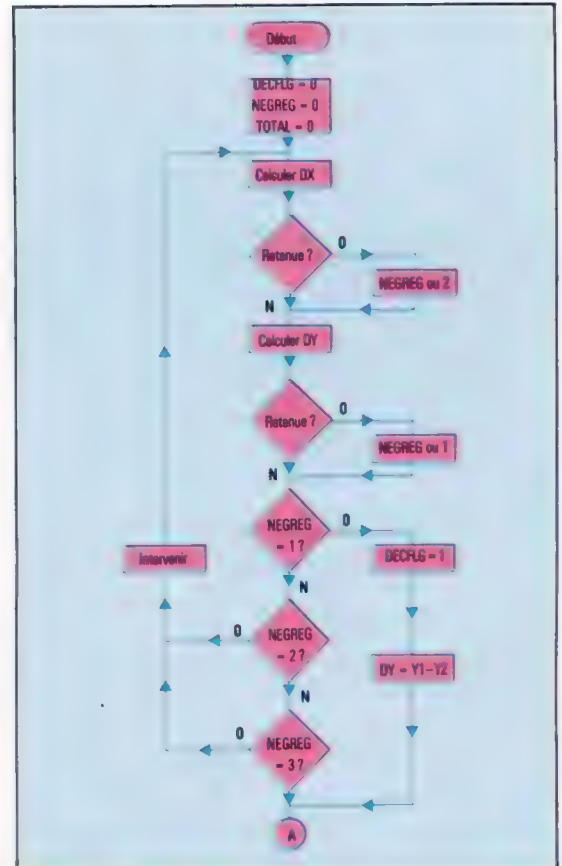 Début
DECFLG = 0
NEGREG = 0
TOTAL = 0
Calculer DX
Retenue ?
O
NEGREG ou 2
N
Calculer DY
Retenue ?
O
NEGREG ou 1
N
NEGREG
= 1 ?
O
Intervenir
DECFLG = 1
N
O
NEGREG
= 2 ?
DY = Y1–Y2
N
O
NEGREG
= 3 ?
A